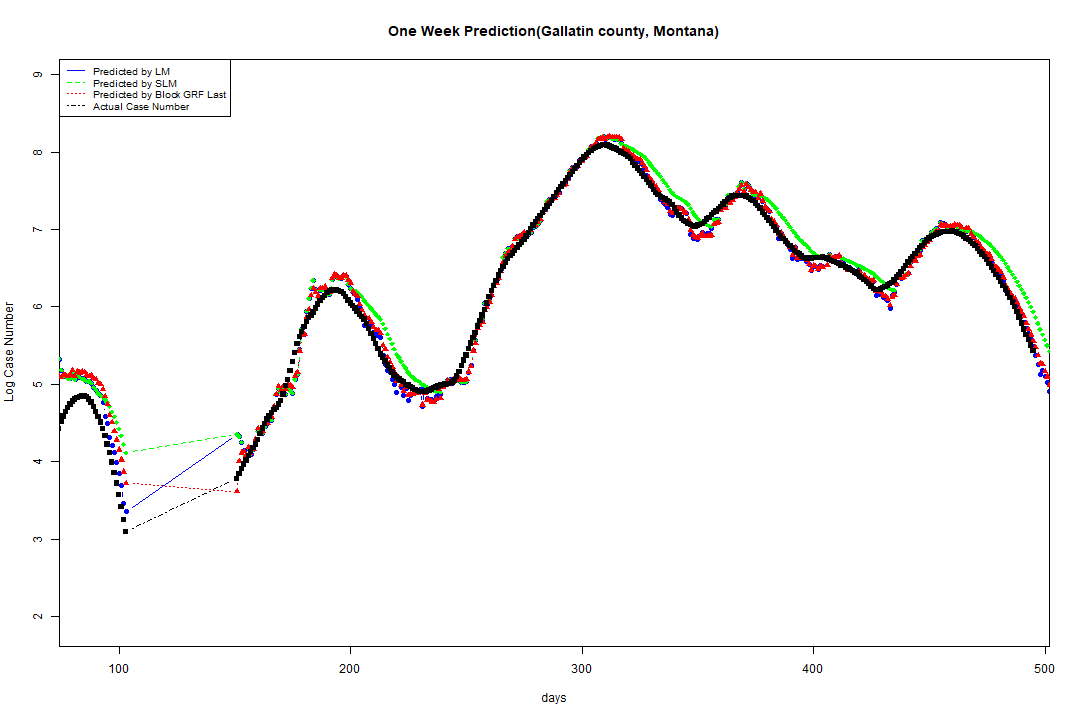 One Week Prediction(Gallatin county, Montana)
Predicted by LM
Predicted by SLM
Predicted by Block GRF Last
Actual Case Number
9
8
7
6
5
4
3
2
Log Case Number
100 200 300 400 500
days